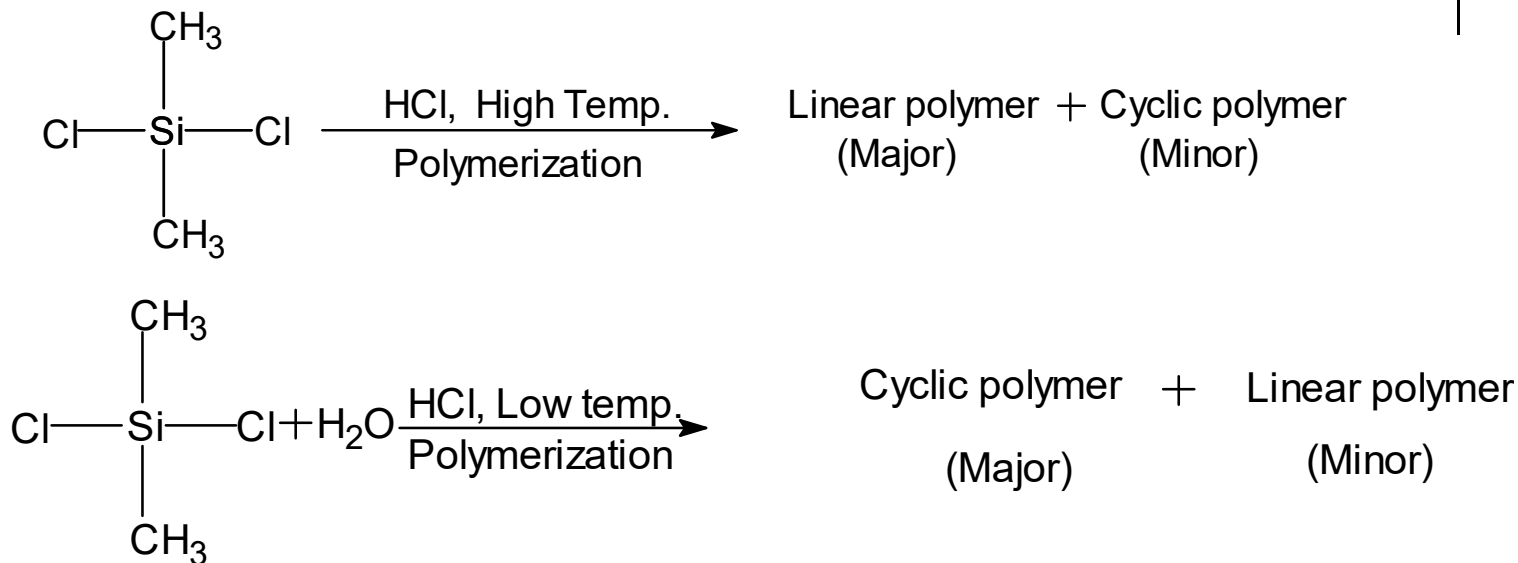 CH3
HCl, High Temp.
Cl Si Cl Linear polymer + Cyclic polymer
Polymerization (Major) (Minor)
CH3
CH3
HCl, Low temp. Cyclic polymer + Linear polymer
Cl Si Cl+H2O
Polymerization (Major) (Minor)
CH3